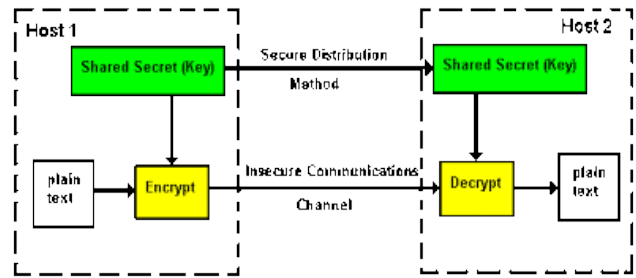 Host 1
Host 2
Shared Secret (Key)
Secure Distribution
Method
Shared Secret (Key)
plain
text
Encrypt
Insecure Communications
Channel
Decrypt
plain
text